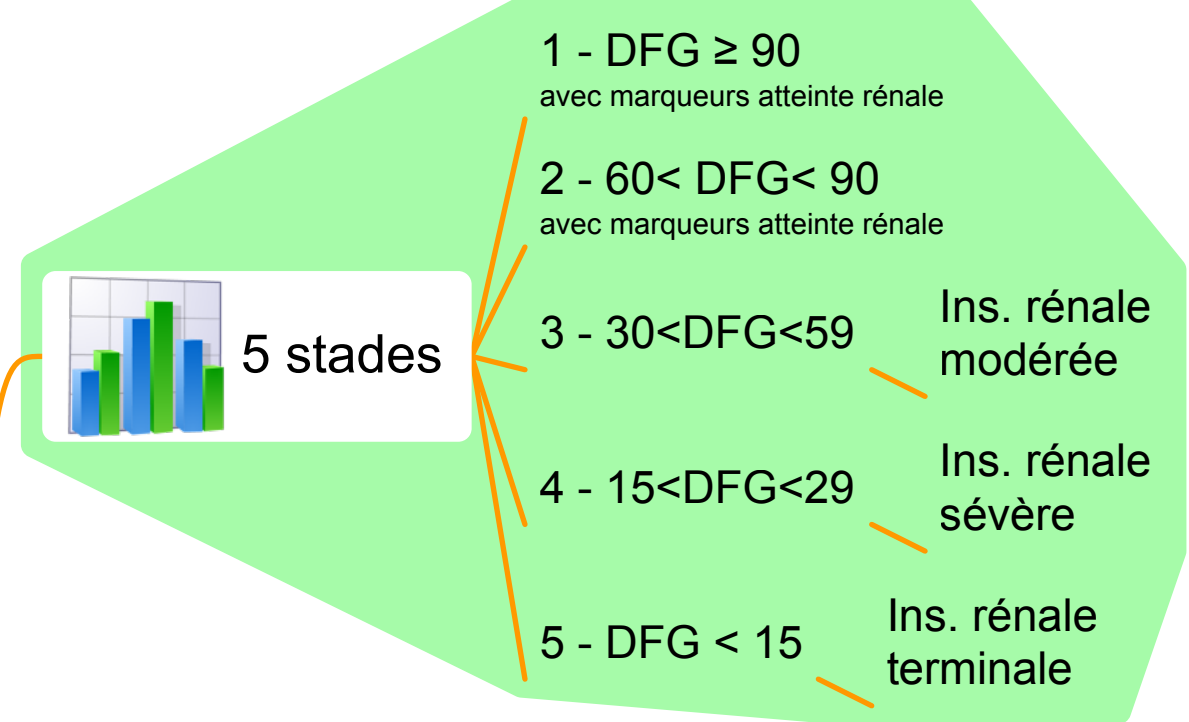 5 stades
1 - DFG ≥ 90
avec marqueurs atteinte rénale
2 - 60< DFG< 90
avec marqueurs atteinte rénale
3 - 30<DFG<59
Ins. rénale
modérée
4 - 15<DFG<29
Ins. rénale
sévère
5 - DFG < 15
Ins. rénale
terminale